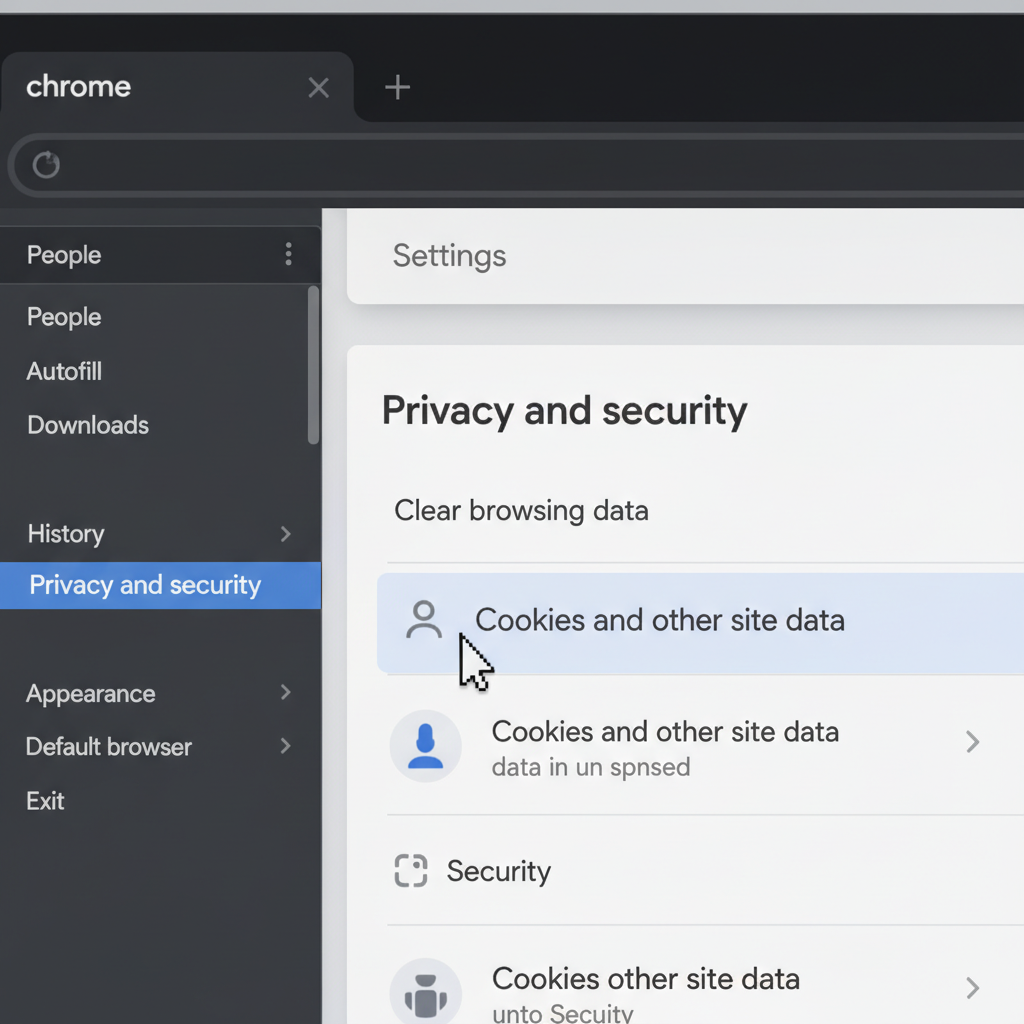 chrome
People
People
Autofill
Downloads
History
Privacy and security
Appearance
Default browser
Exit
Settings
Privacy and security
Clear browsing data
Cookies and other site data
Cookies and other site data
data in un spnsed
Security
Cookies other site data
unto Secuity